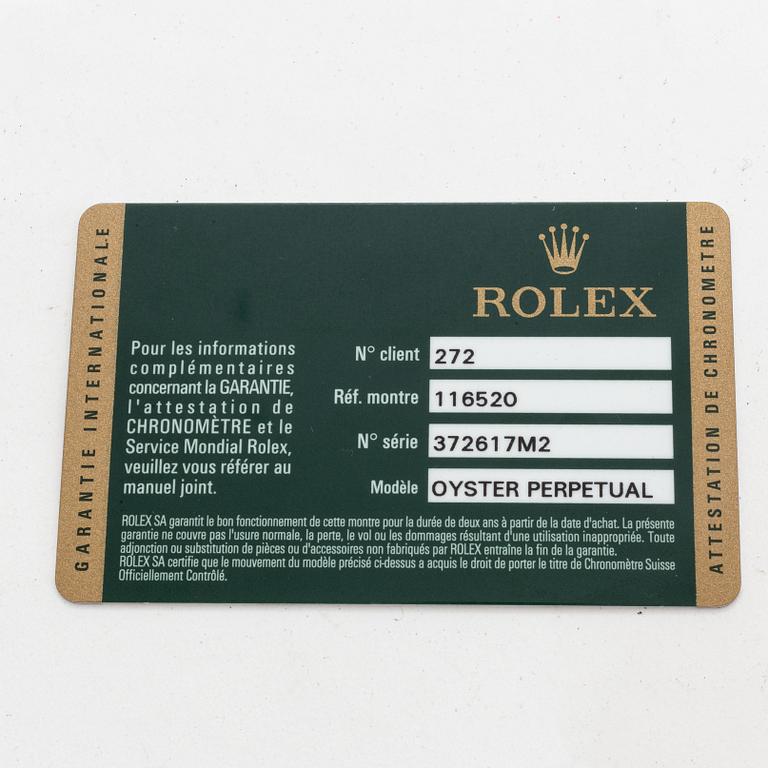 GARANTIE INTERNATIONALE
ROLEX
Pour les informations
complémentaires
concernant la GARANTIE,
l'attestation de
CHRONOMÈTRE et le
Service Mondial Rolex,
veuillez vous référer au
manuel joint.
N° client 272
Réf. montre 116520
N° série 372617M2
Modèle OYSTER PERPETUAL
ROLEX SA garantit le bon fonctionnement de cette montre pour la durée de deux ans à partir de la date d'achat. La présente
garantie ne couvre pas l'usure normale, la perte, le vol ou les dommages résultant d'une utilisation inappropriée. Toute
adjonction ou substitution de pièces ou d'accessoires non fabriqués par ROLEX entraîne la fin de la garantie.
ROLEX SA certifie que le mouvement du modèle précisé ci-dessus a acquis le droit de porter le titre de Chronomètre Suisse
Officiellement Contrôlé.
ATTESTATION DE CHRONOMETRE